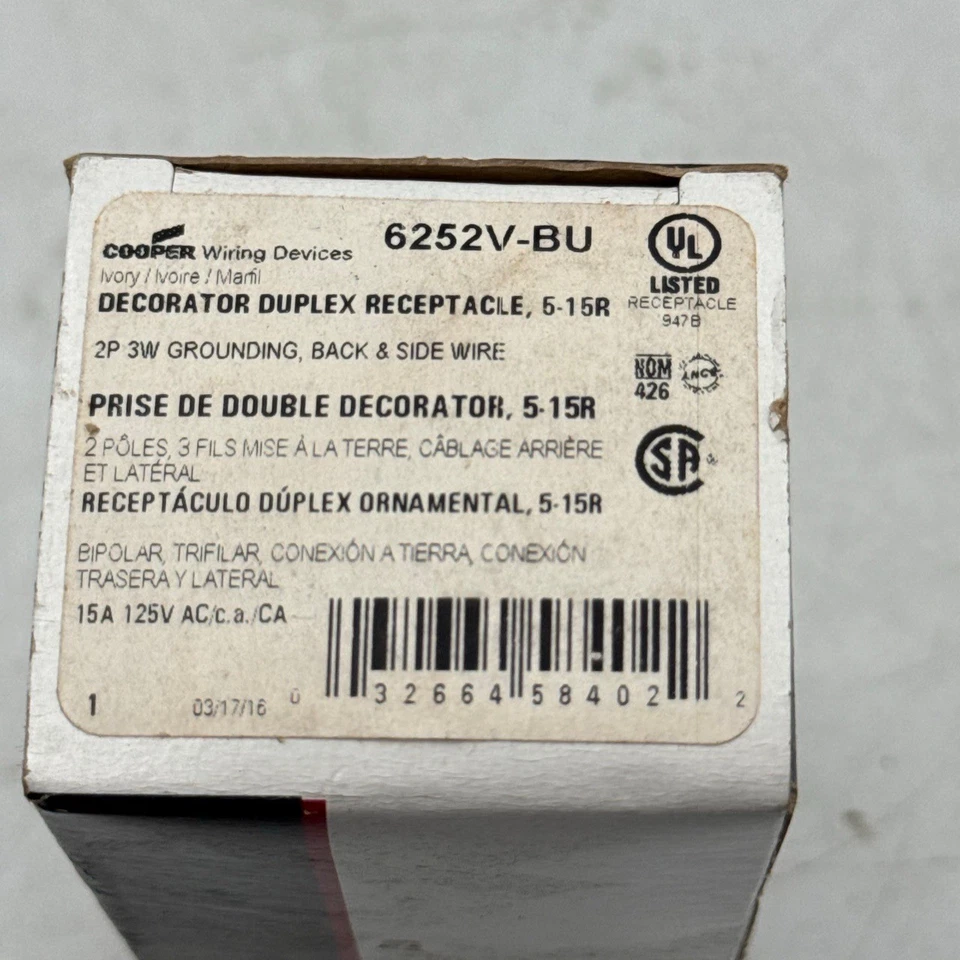 COOPER Wiring Devices
6252V-BU
Ivory / Ivoire / Marfil
DECORATOR DUPLEX RECEPTACLE, 5-15R
2P 3W GROUNDING, BACK & SIDE WIRE
PRISE DE DOUBLE DECORATOR, 5-15R
2 PÔLES, 3 FILS MISE À LA TERRE, CÂBLAGE ARRIÈRE
ET LATÉRAL
RECEPTÁCULO DÚPLEX ORNAMENTAL, 5-15R
BIPOLAR, TRIFILAR, CONEXIÓN A TIERRA, CONEXIÓN
TRASERA Y LATERAL
15A 125V AC/c.a./CA
1
03/17/16
0 32664 58402 2
UL
LISTED
RECEPTACLE
947B
NOM
426
ANCE
SA